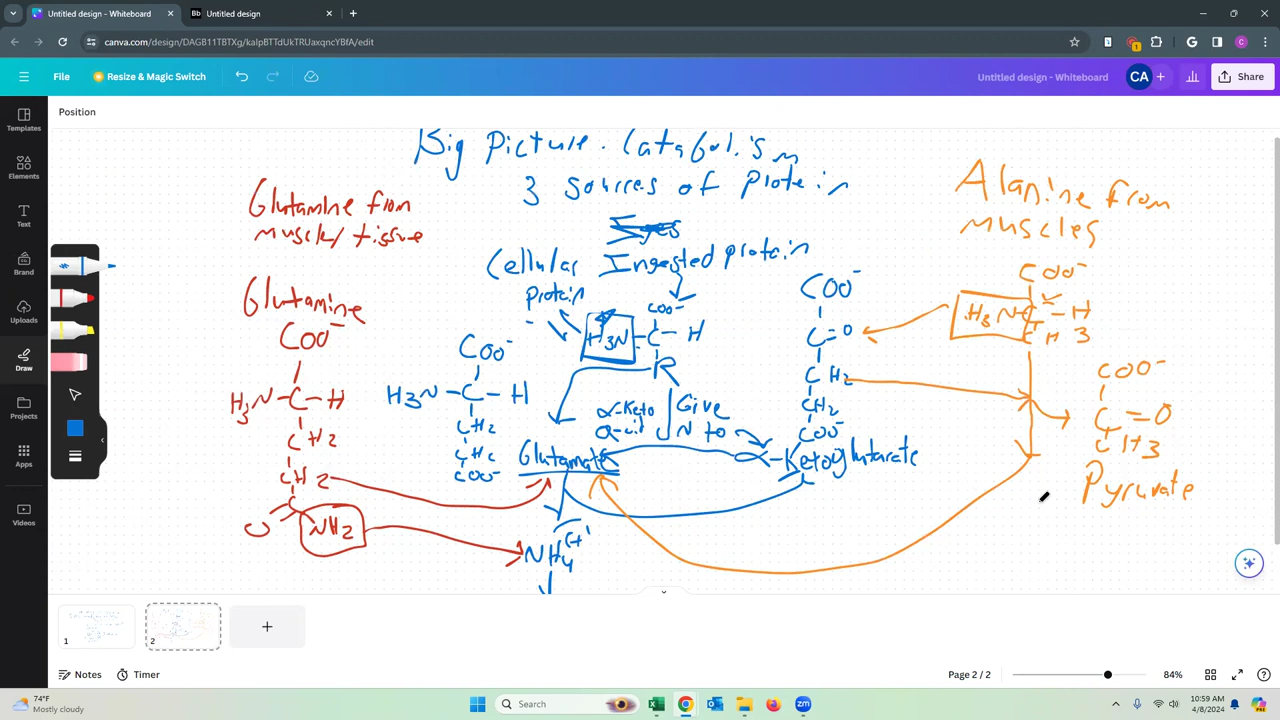 Untitled design - Whiteboard
Untitled design
canva.com/design/DAGB11TBTXg/kaIpBTTdUkTRUaxqncYBfA/edit
File
Resize & Magic Switch
Untitled design - Whiteboard
CA
Share
Position
Templates
Elements
Text
Brand
Uploads
Draw
Projects
Apps
Videos
Big Picture. Catabolism
3 sources of protein
Cellular protein
Ingested protein
COO-
H3N-C-H
R
Glutamine from
muscle/tissue
Glutamine
COO-
H3N-C-H
CH2
CH2
C
O
NH2
COO-
H3N-C-H
CH2
CH2
COO-
Glutamate
NH4(+)
α-Keto
α-cid
Give
N to
COO-
C=O
CH2
CH2
COO-
α-Ketoglutarate
Alanine from
muscles
COO-
H3N-C-H
CH3
COO-
C=O
CH3
Pyruvate
1
2
Notes
Timer
Page 2 / 2
84%
74°F
Mostly cloudy
Search
10:59 AM
4/8/2024